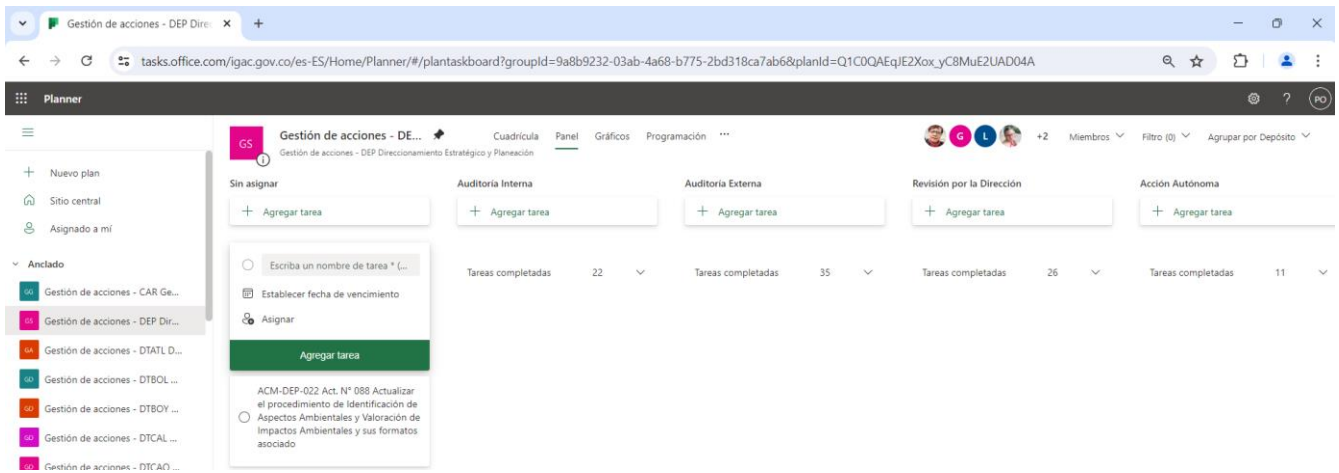 Gestión de acciones - DEP Direc
tasks.office.com/igac.gov.co/es-ES/Home/Planner/#/plantaskboard?groupId=9a8b9232-03ab-4a68-b775-2bd318ca7ab6&planId=Q1C0QAEqJE2Xox_yC8MuE2UAD04A
Planner
? PO
GS Gestión de acciones - DE... Cuadrícula Panel Gráficos Programación ... G L +2 Miembros Filtro (0) Agrupar por Depósito
Gestión de acciones - DEP Direccionamiento Estratégico y Planeación
Nuevo plan
Sitio central
Asignado a mí
Anclado
GG Gestión de acciones - CAR Ge...
GS Gestión de acciones - DEP Dir...
GA Gestión de acciones - DTATL D...
GD Gestión de acciones - DTBOL ...
GD Gestión de acciones - DTBOY ...
GD Gestión de acciones - DTCAL ...
GD Gestión de acciones - DTCAQ ...
Sin asignar
+ Agregar tarea
Escriba un nombre de tarea * (...
Establecer fecha de vencimiento
Asignar
Agregar tarea
ACM-DEP-022 Act. N° 088 Actualizar
el procedimiento de Identificación de
Aspectos Ambientales y Valoración de
Impactos Ambientales y sus formatos
asociado
Auditoría Interna
+ Agregar tarea
Tareas completadas 22
Auditoría Externa
+ Agregar tarea
Tareas completadas 35
Revisión por la Dirección
+ Agregar tarea
Tareas completadas 26
Acción Autónoma
+ Agregar tarea
Tareas completadas 11